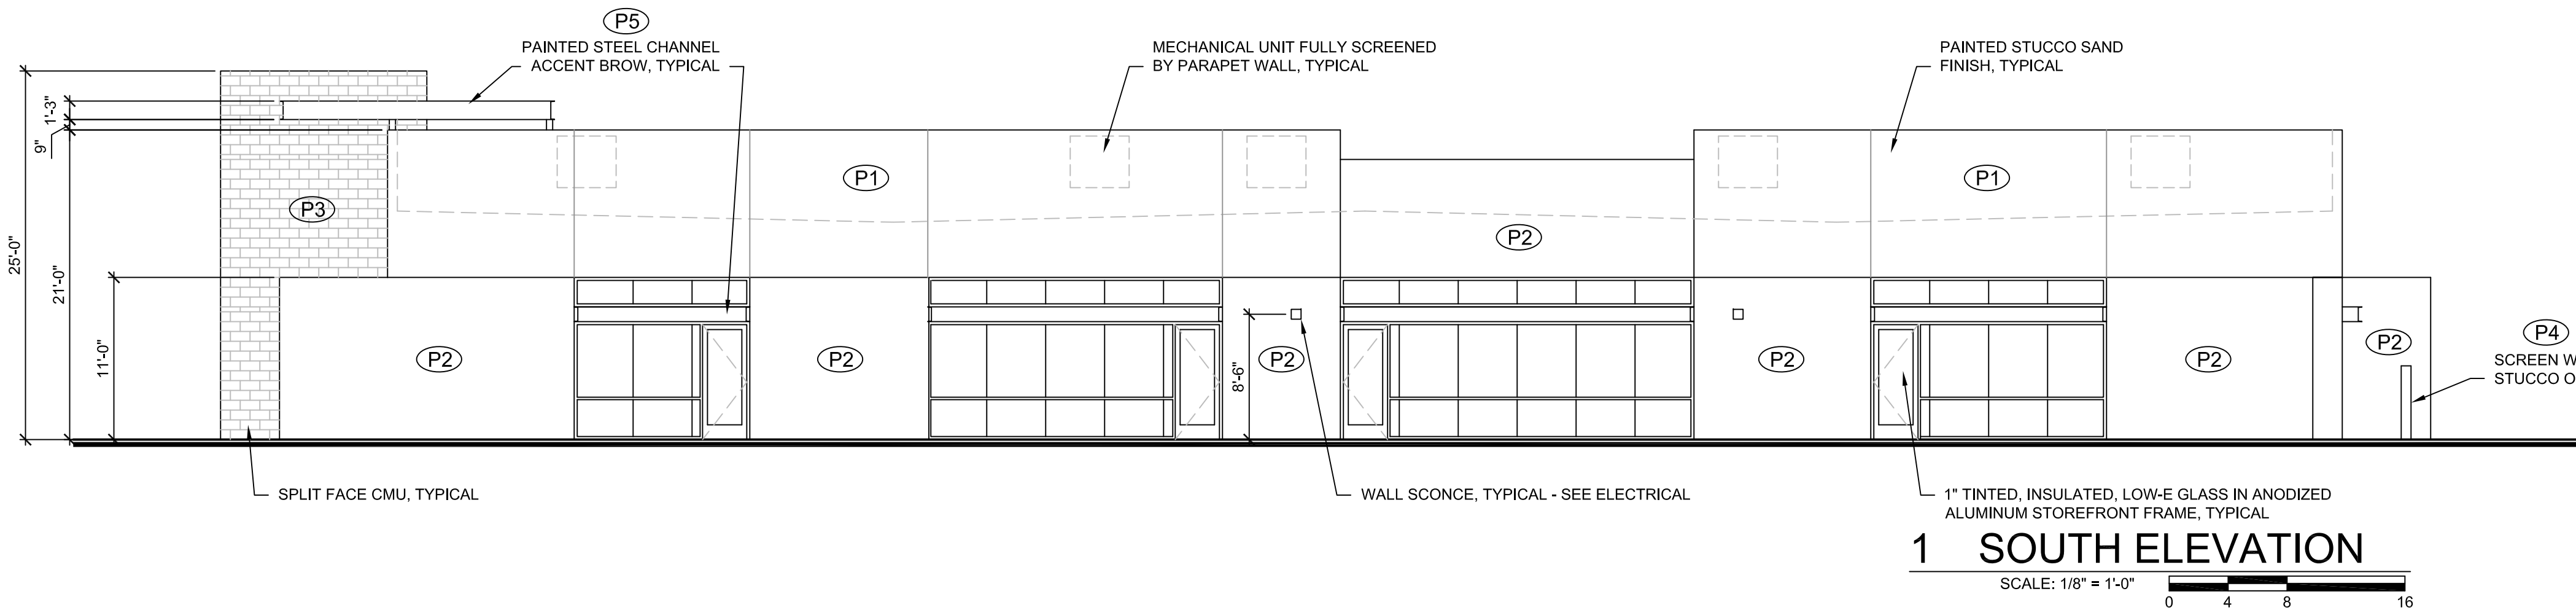 P5
PAINTED STEEL CHANNEL
ACCENT BROW, TYPICAL
MECHANICAL UNIT FULLY SCREENED
BY PARAPET WALL, TYPICAL
PAINTED STUCCO SAND
FINISH, TYPICAL
1'-3"
9"
25'-0"
21'-0"
11'-0"
8'-6"
P1
P1
P3
P2
P2
P2
P2
P2
P2
P2
P4
SCREEN W
STUCCO O
SPLIT FACE CMU, TYPICAL
WALL SCONCE, TYPICAL - SEE ELECTRICAL
1" TINTED, INSULATED, LOW-E GLASS IN ANODIZED
ALUMINUM STOREFRONT FRAME, TYPICAL
1 SOUTH ELEVATION
SCALE: 1/8" = 1'-0"
0 4 8 16